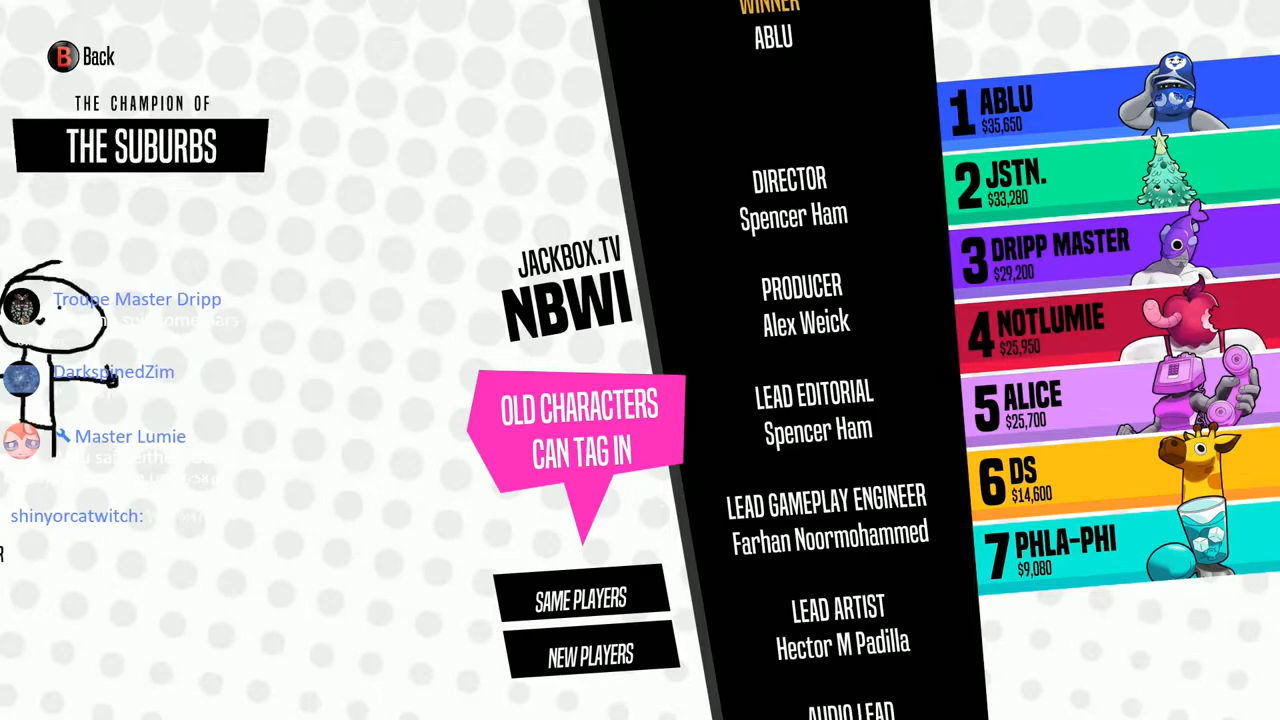 B Back
THE CHAMPION OF
THE SUBURBS
Troupe Master Dripp
DarkspinedZim
Master Lumie
shinyorcatwitch:
JACKBOX.TV
NBWI
OLD CHARACTERS
CAN TAG IN
SAME PLAYERS
NEW PLAYERS
WINNER
ABLU
DIRECTOR
Spencer Ham
PRODUCER
Alex Weick
LEAD EDITORIAL
Spencer Ham
LEAD GAMEPLAY ENGINEER
Farhan Noormohammed
LEAD ARTIST
Hector M Padilla
AUDIO LEAD
1 ABLU
$35,650
2 JSTN.
$33,280
3 DRIPP MASTER
$29,200
4 NOTLUMIE
$25,950
5 ALICE
$25,700
6 DS
$14,600
7 PHLA-PHI
$9,080